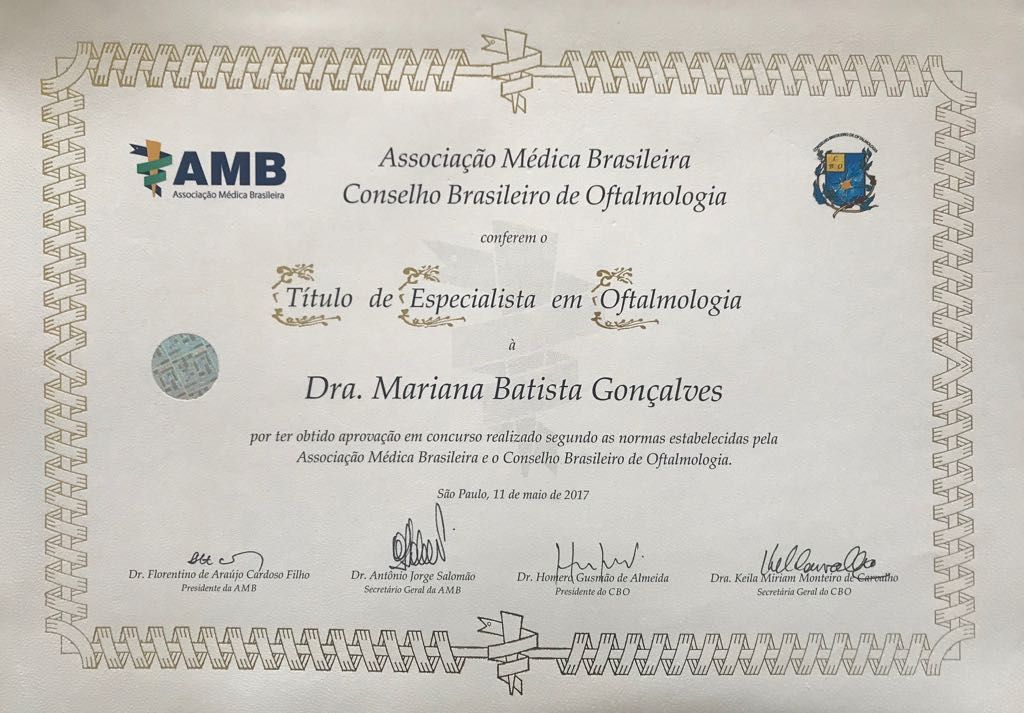 AMB
Associação Médica Brasileira
Associação Médica Brasileira
Conselho Brasileiro de Oftalmologia
CONSELHO BRASILEIRO DE OFTALMOLOGIA
C
B O
conferem o
Título de Especialista em Oftalmologia
à
Dra. Mariana Batista Gonçalves
por ter obtido aprovação em concurso realizado segundo as normas estabelecidas pela
Associação Médica Brasileira e o Conselho Brasileiro de Oftalmologia.
São Paulo, 11 de maio de 2017
Dr. Florentino de Araújo Cardoso Filho
Presidente da AMB
Dr. Antônio Jorge Salomão
Secretário Geral da AMB
Dr. Homero Gusmão de Almeida
Presidente do CBO
Dra. Keila Miriam Monteiro de Carvalho
Secretária Geral do CBO